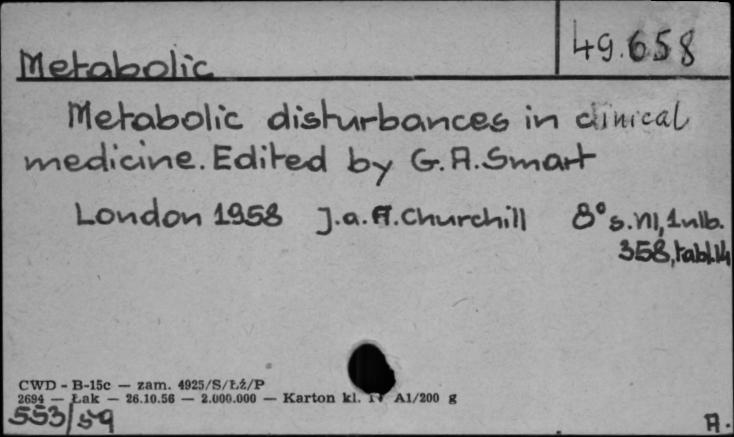 49.658
Metabolic
Metabolic disturbances in clinical
medicine. Edited by G.A. Smart
London 1958 J.a.A. Churchill 8° s. VII, 1 nlb.
358, tabl. 14
CWD - B-15c — zam. 4925/S/Łź/P
2694 — Łak — 26.10.56 — 2.000.000 — Karton kl. IV A1/200 g
553/59 A.